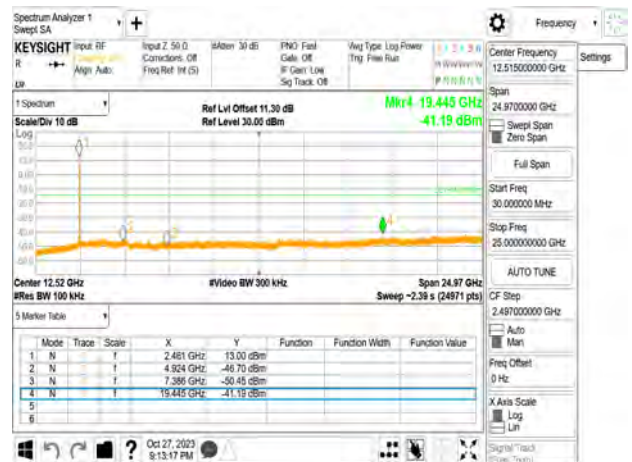 Spectrum Analyzer 1
Swept SA
Frequency
KEYSIGHT
Input: RF
Input Z: 50 Ω
#Atten: 30 dB
PNO: Fast
Avg Type: Log Power
R
Align: Auto
Corrections: Off
Freq Ref: Int (S)
Gate: Off
IF Gain: Low
Sig Track: Off
Trig: Free Run
1 Spectrum
Scale/Div 10 dB
Log
Ref Lvl Offset 11.30 dB
Ref Level 30.00 dBm
Mkr4 19.445 GHz
-41.19 dBm
Center 12.52 GHz
#Video BW 300 kHz
Span 24.97 GHz
#Res BW 100 kHz
Sweep ~2.39 s (24971 pts)
5 Marker Table
Mode Trace Scale X Y Function Function Width Function Value
1 N f 2.461 GHz 13.00 dBm
2 N f 4.924 GHz -46.70 dBm
3 N f 7.386 GHz -50.45 dBm
4 N f 19.445 GHz -41.19 dBm
5
6
Oct 27, 2023
9:13:17 PM
Center Frequency
12.515000000 GHz
Settings
Span
24.9700000 GHz
Swept Span
Zero Span
Full Span
Start Freq
30.000000 MHz
Stop Freq
25.000000000 GHz
AUTO TUNE
CF Step
2.497000000 GHz
Auto
Man
Freq Offset
0 Hz
X Axis Scale
Log
Lin
Signal Track